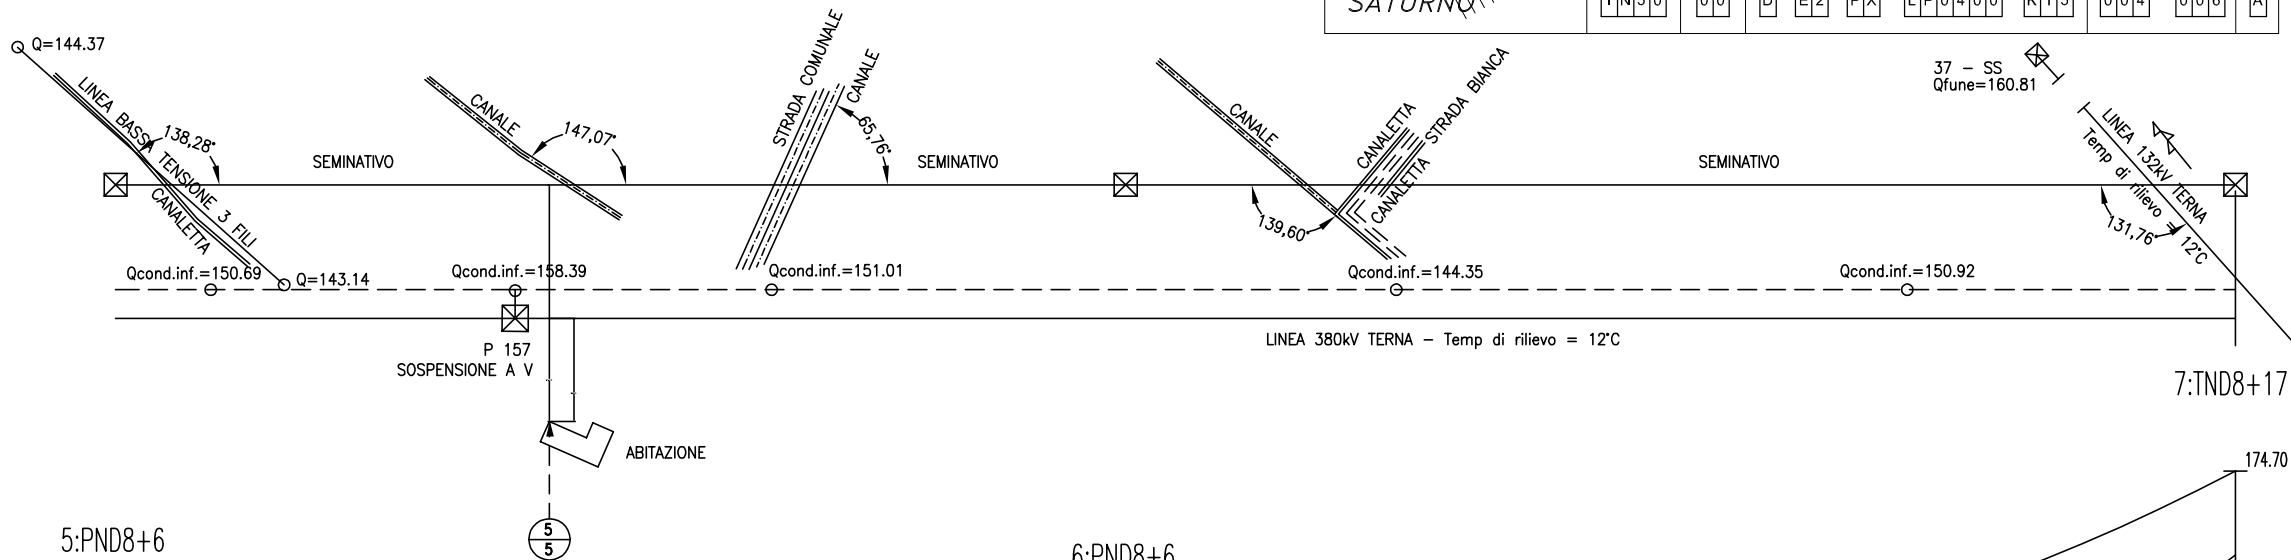 SATURNO
Q=144.37
LINEA BASSA TENSIONE 3 FILI
138,28°
SEMINATIVO
CANALETTA
CANALE
147,07°
STRADA COMUNALE
CANALE
65,76°
SEMINATIVO
CANALE
CANALETTA
STRADA BIANCA
CANALETTA
139,60°
SEMINATIVO
37 – SS
Qfune=160.81
LINEA 132kV TERNA
Temp di rilievo = 12°C
131,76°
Qcond.inf.=150.69
Q=143.14
Qcond.inf.=158.39
Qcond.inf.=151.01
Qcond.inf.=144.35
Qcond.inf.=150.92
LINEA 380kV TERNA – Temp di rilievo = 12°C
P 157
SOSPENSIONE A V
7:TND8+17
ABITAZIONE
174.70
5
5
5:PND8+6
6:PND8+6